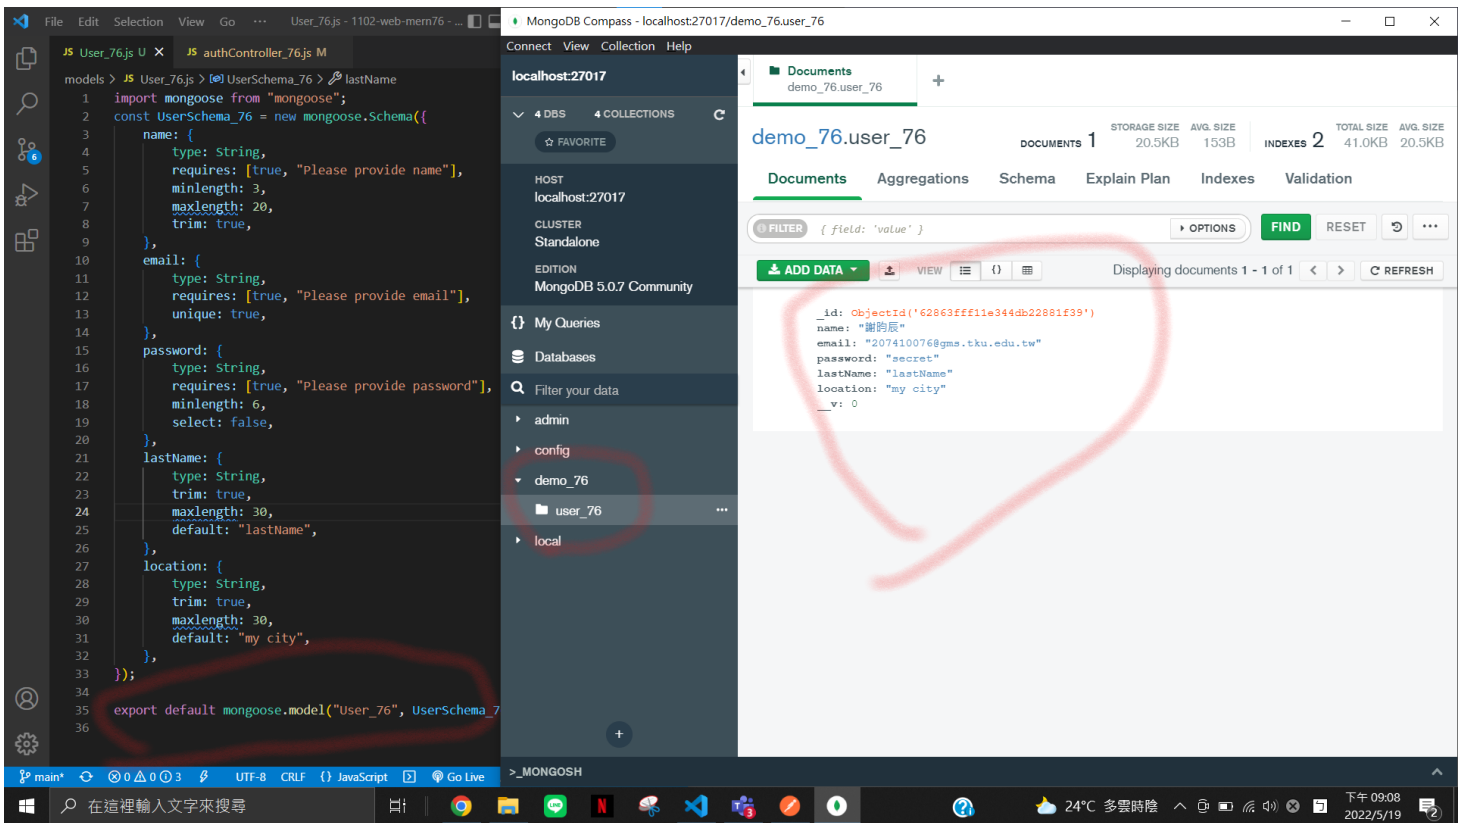 File Edit Selection View Go ··· User_76.js - 1102-web-mern76 - ...
JS User_76.js U
JS authController_76.js M
models > JS User_76.js > UserSchema_76 > lastName
1 import mongoose from "mongoose";
2 const UserSchema_76 = new mongoose.Schema({
3 name: {
4 type: String,
5 requires: [true, "Please provide name"],
6 minlength: 3,
7 maxlength: 20,
8 trim: true,
9 },
10 email: {
11 type: String,
12 requires: [true, "Please provide email"],
13 unique: true,
14 },
15 password: {
16 type: String,
17 requires: [true, "Please provide password"],
18 minlength: 6,
19 select: false,
20 },
21 lastName: {
22 type: String,
23 trim: true,
24 maxlength: 30,
25 default: "lastName",
26 },
27 location: {
28 type: String,
29 trim: true,
30 maxlength: 30,
31 default: "my city",
32 },
33 });
34
35 export default mongoose.model("User_76", UserSchema_7
36
6
main* 0 0 3 UTF-8 CRLF {} JavaScript Go Live
MongoDB Compass - localhost:27017/demo_76.user_76
Connect View Collection Help
localhost:27017
4 DBS 4 COLLECTIONS
FAVORITE
HOST
localhost:27017
CLUSTER
Standalone
EDITION
MongoDB 5.0.7 Community
{} My Queries
Databases
Filter your data
admin
config
demo_76
user_76 ···
local
+
>_MONGOSH
Documents
demo_76.user_76
+
demo_76.user_76
DOCUMENTS 1
STORAGE SIZE 20.5KB
AVG. SIZE 153B
INDEXES 2
TOTAL SIZE 41.0KB
AVG. SIZE 20.5KB
Documents Aggregations Schema Explain Plan Indexes Validation
FILTER { field: 'value' } OPTIONS FIND RESET ···
ADD DATA VIEW {} Displaying documents 1 - 1 of 1 < > REFRESH
_id: ObjectId('62863fff11e344db22881f39')
name: "謝昀辰"
email: "207410076@gms.tku.edu.tw"
password: "secret"
lastName: "lastName"
location: "my city"
__v: 0
在這裡輸入文字來搜尋
N
3
24°C 多雲時陰
下午 09:08
2022/5/19
2